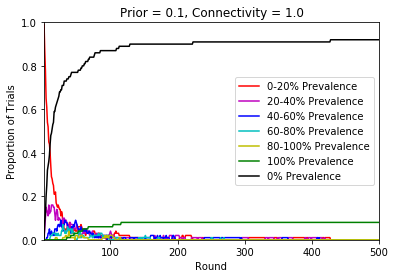 Prior = 0.1, Connectivity = 1.0
1.0
0.8
0.6
0.4
0.2
0.0
Proportion of Trials
0-20% Prevalence
20-40% Prevalence
40-60% Prevalence
60-80% Prevalence
80-100% Prevalence
100% Prevalence
0% Prevalence
100 200 300 400 500
Round